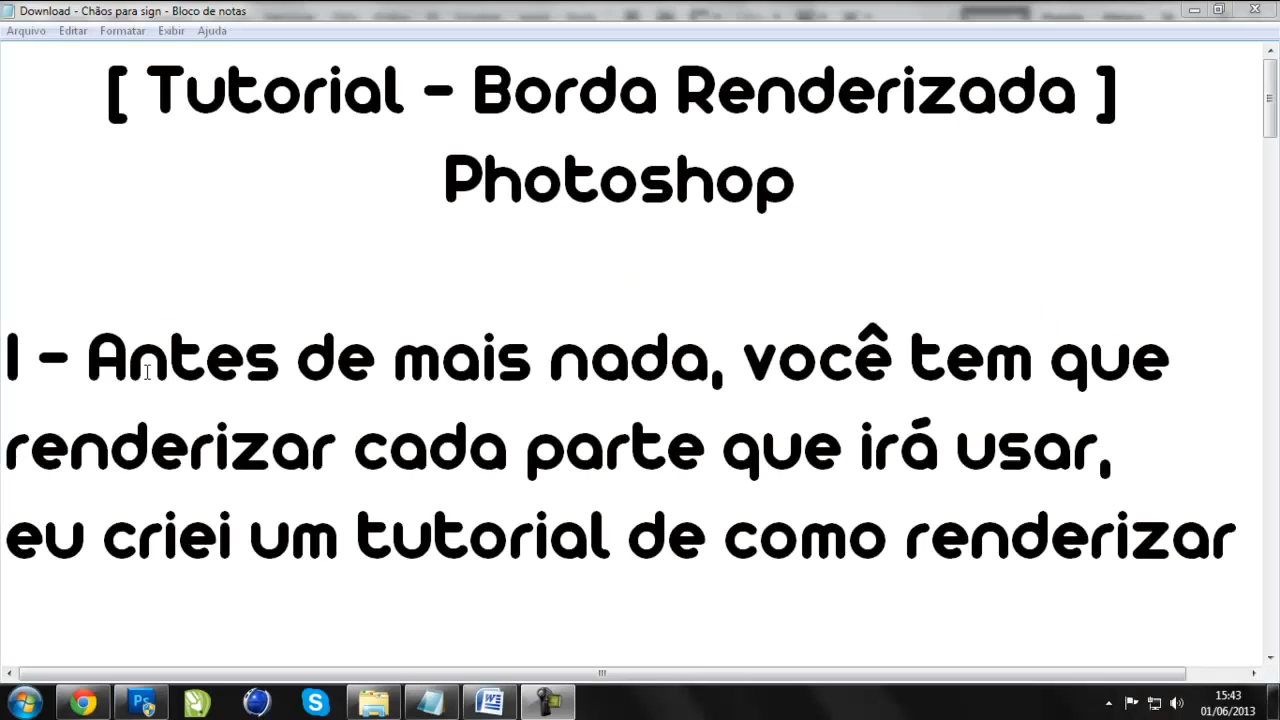 Download - Chãos para sign - Bloco de notas
Arquivo Editar Formatar Exibir Ajuda
[ Tutorial - Borda Renderizada ]
Photoshop
1 - Antes de mais nada, você tem que
renderizar cada parte que irá usar,
eu criei um tutorial de como renderizar
Ps
W
15:43
01/06/2013